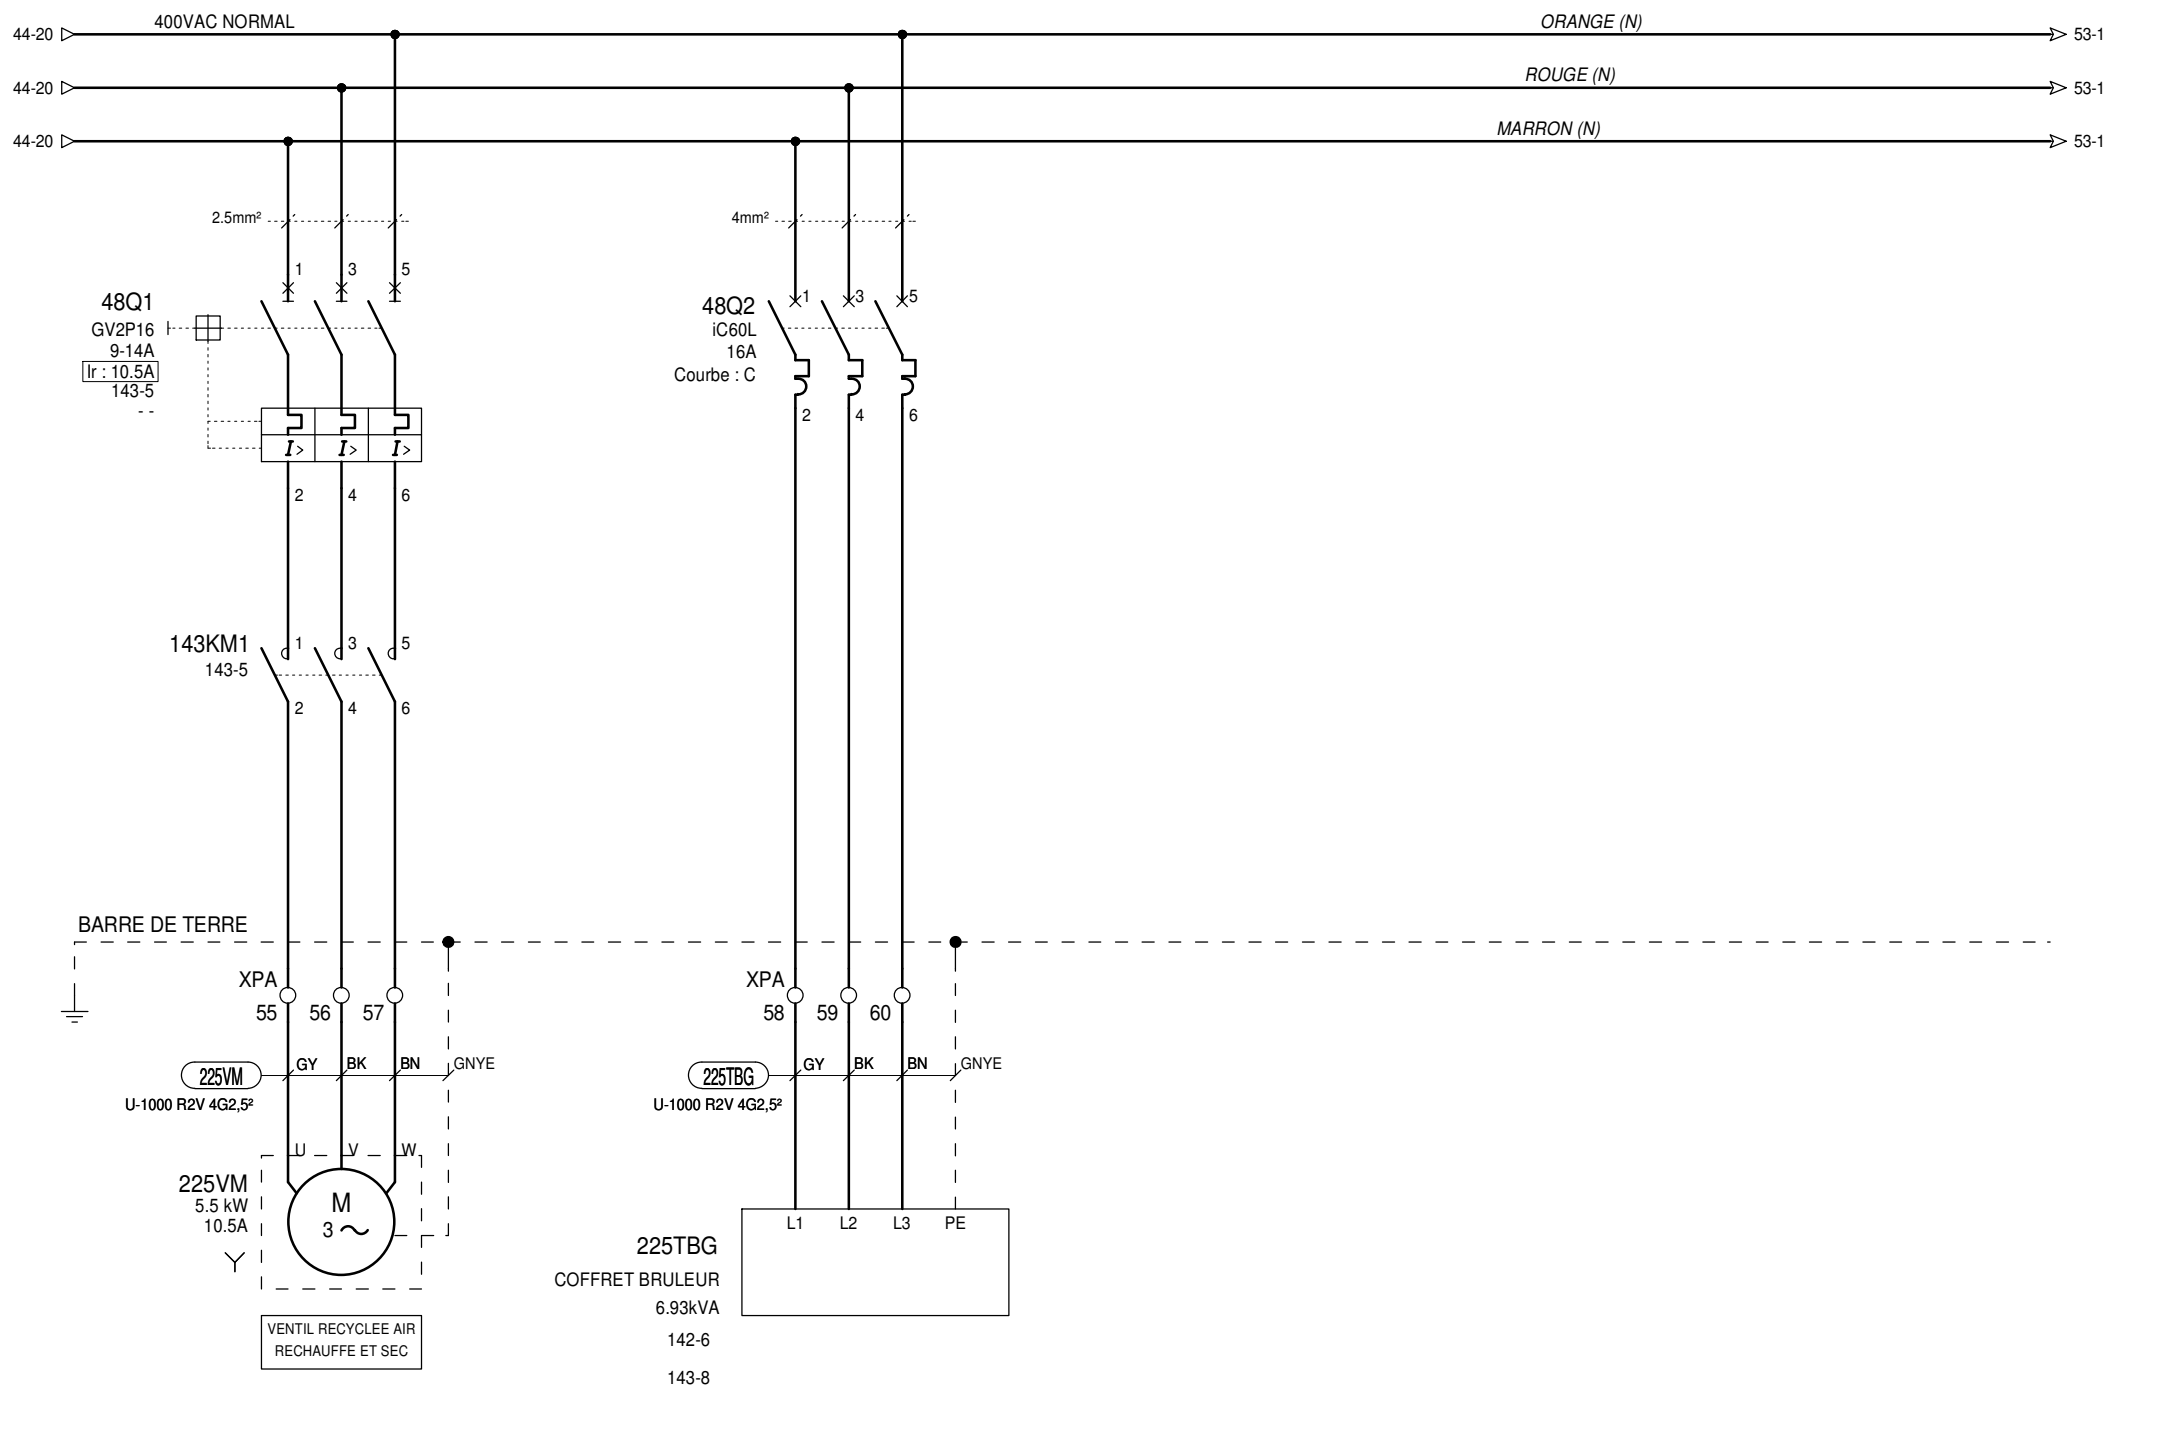 400VAC NORMAL
ORANGE (N)
44-20
53-1
ROUGE (N)
44-20
53-1
MARRON (N)
44-20
53-1
2.5mm²
4mm²
1 3 5
48Q1
GV2P16
9-14A
Ir : 10.5A
143-5
- -
I> I> I>
2 4 6
1 3 5
48Q2
iC60L
16A
Courbe : C
2 4 6
143KM1
143-5
1 3 5
2 4 6
BARRE DE TERRE
XPA
55 56 57
XPA
58 59 60
225VM
GY BK BN GNYE
U-1000 R2V 4G2,5²
225TBG
GY BK BN GNYE
U-1000 R2V 4G2,5²
U V W
225VM
5.5 kW
10.5A
M
3
VENTIL RECYCLEE AIR
RECHAUFFE ET SEC
L1 L2 L3 PE
225TBG
COFFRET BRULEUR
6.93kVA
142-6
143-8